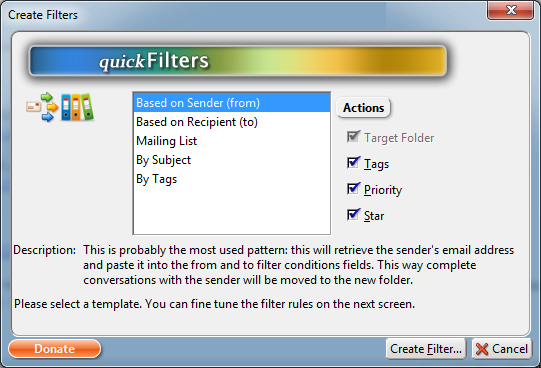 Create Filters
quickFilters
Based on Sender (from)
Based on Recipient (to)
Mailing List
By Subject
By Tags
Actions
Target Folder
Tags
Priority
Star
Description: This is probably the most used pattern: this will retrieve the sender's email address
and paste it into the from and to filter conditions fields. This way complete
conversations with the sender will be moved to the new folder.
Please select a template. You can fine tune the filter rules on the next screen.
Donate
Create Filter...
Cancel